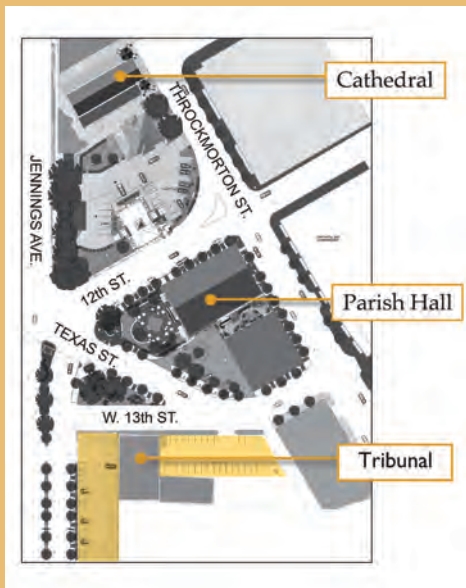 Cathedral
THROCKMORTON ST.
JENNINGS AVE.
12th ST.
Parish Hall
TEXAS ST.
W. 13th ST.
Tribunal